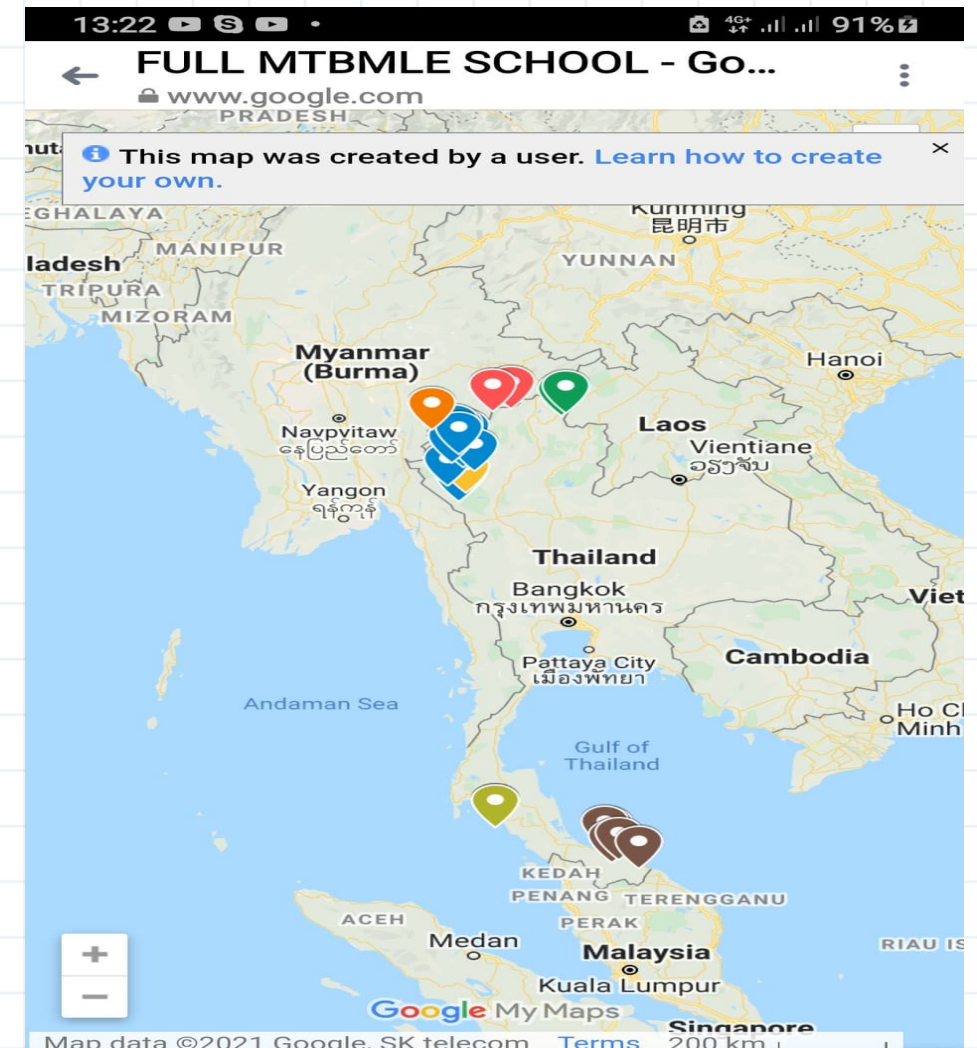 13:22
4G+
91%
FULL MTBMLE SCHOOL - Go...
www.google.com
PRADESH
This map was created by a user. Learn how to create
your own.
EGHALAYA
Kunming
昆明市
MANIPUR
ladesh
YUNNAN
TRIPURA
MIZORAM
Myanmar
(Burma)
Hanoi
Naypyitaw
နေပြည်တော်
Laos
Vientiane
ວຽງຈັນ
Yangon
ရန်ကုန်
Thailand
Bangkok
กรุงเทพมหานคร
Viet
Pattaya City
เมืองพัทยา
Cambodia
Andaman Sea
Ho Cl
Minh
Gulf of
Thailand
KEDAH
PENANG
TERENGGANU
ACEH
PERAK
Medan
Malaysia
RIAU IS
Kuala Lumpur
Google My Maps
Singapore
Map data ©2021 Google, SK telecom Terms 200 km